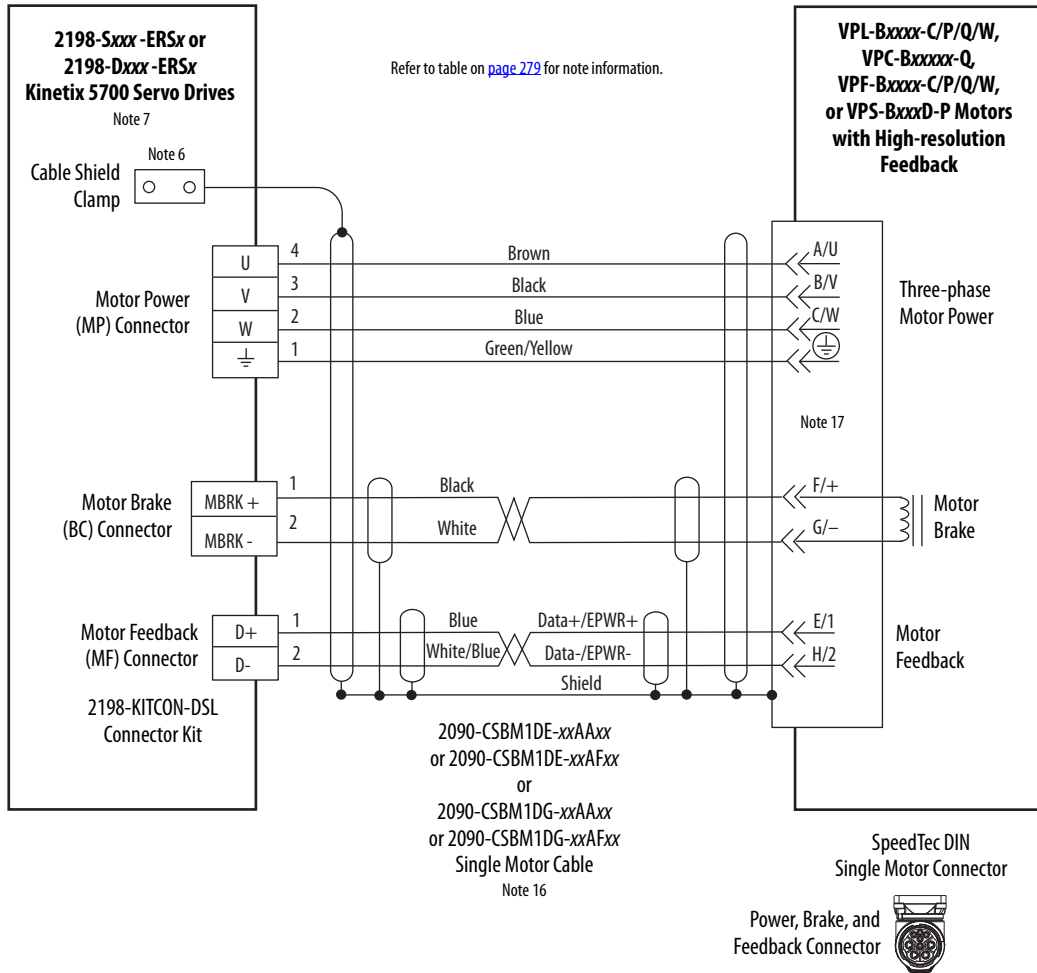 2198-Sxxx -ERSx or
2198-Dxxx -ERSx
Kinetix 5700 Servo Drives
Note 7
Refer to table on page 279 for note information.
VPL-Bxxxx-C/P/Q/W,
VPC-Bxxxxx-Q,
VPF-Bxxxx-C/P/Q/W,
or VPS-BxxxD-P Motors
with High-resolution
Feedback
Note 6
Cable Shield
Clamp
Motor Power
(MP) Connector
U
4
Brown
A/U
V
3
Black
B/V
W
2
Blue
C/W
1
Green/Yellow
Three-phase
Motor Power
Note 17
Motor Brake
(BC) Connector
MBRK +
1
Black
F/+
MBRK -
2
White
G/–
Motor
Brake
Motor Feedback
(MF) Connector
D+
1
Blue
Data+/EPWR+
E/1
D-
2
White/Blue
Data-/EPWR-
H/2
Shield
Motor
Feedback
2198-KITCON-DSL
Connector Kit
2090-CSBM1DE-xxAAxx
or 2090-CSBM1DE-xxAFxx
or
2090-CSBM1DG-xxAAxx
or 2090-CSBM1DG-xxAFxx
Single Motor Cable
Note 16
SpeedTec DIN
Single Motor Connector
Power, Brake, and
Feedback Connector